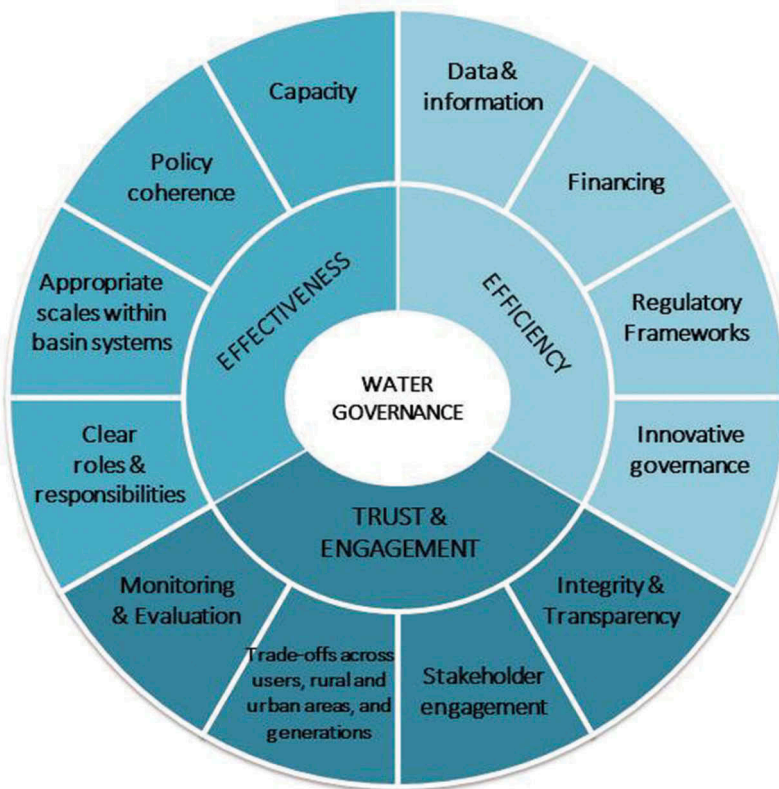 Capacity
Data &
information
Policy
coherence
Financing
Appropriate
scales within
basin systems
EFFECTIVENESS
EFFICIENCY
Regulatory
Frameworks
WATER
GOVERNANCE
Clear
roles &
responsibilities
Innovative
governance
TRUST &
ENGAGEMENT
Monitoring
& Evaluation
Integrity &
Transparency
Trade-offs across
users, rural and
urban areas, and
generations
Stakeholder
engagement